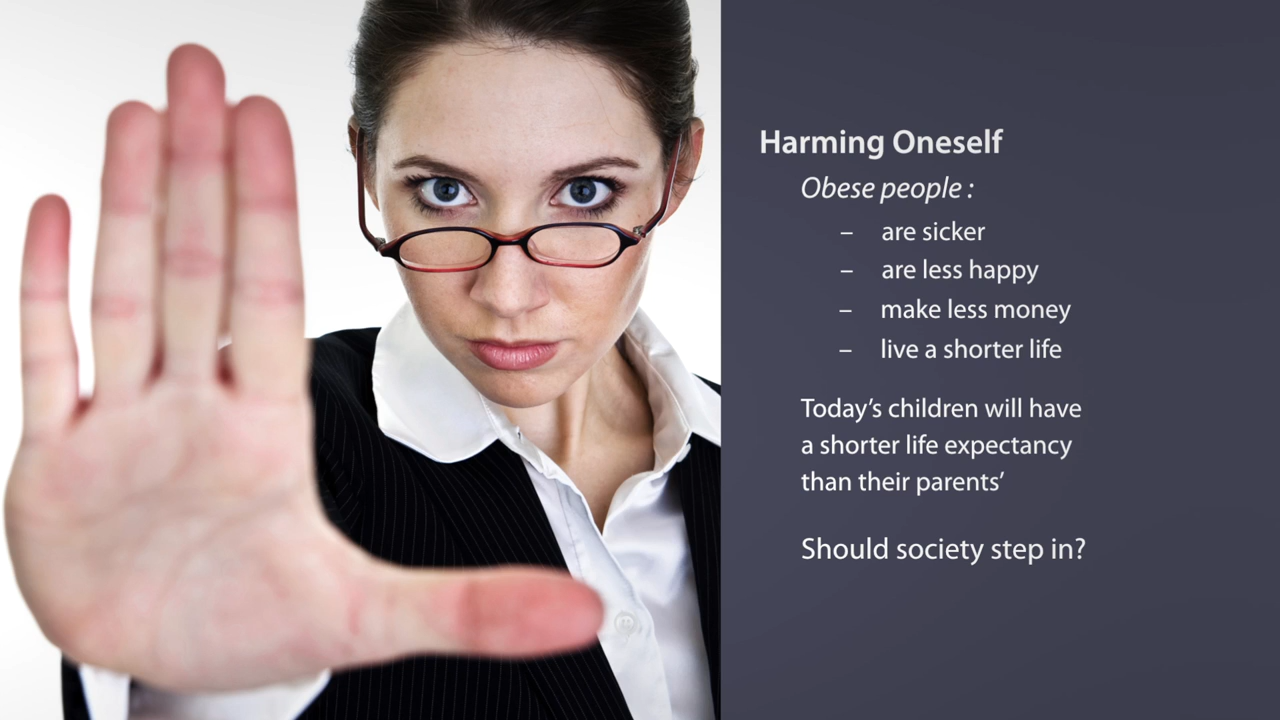 Harming Oneself
Obese people :
– are sicker
– are less happy
– make less money
– live a shorter life
Today’s children will have
a shorter life expectancy
than their parents’
Should society step in?